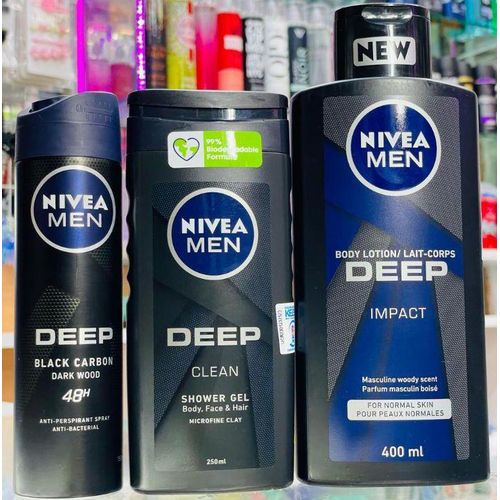 NIVEA
MEN
DEEP
BLACK CARBON
DARK WOOD
48H
ANTI-PERSPIRANT SPRAY
ANTI-BACTERIAL
99%
Biodegradable
Formula
NIVEA
MEN
DEEP
CLEAN
SHOWER GEL
Body, Face & Hair
MICROFINE CLAY
250ml
NEW
NIVEA
MEN
BODY LOTION/ LAIT-CORPS
DEEP
IMPACT
Masculine woody scent
Parfum masculin boisé
FOR NORMAL SKIN
POUR PEAUX NORMALES
400 ml